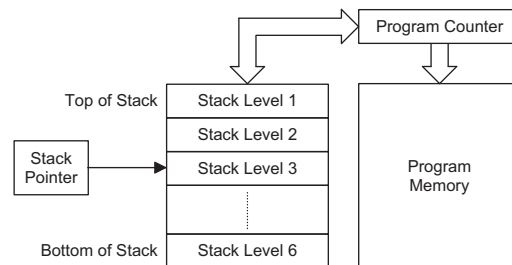 Program Counter
Top of Stack
Stack Level 1
Stack Level 2
Stack
Pointer
Stack Level 3
Program
Memory
Bottom of Stack
Stack Level 6